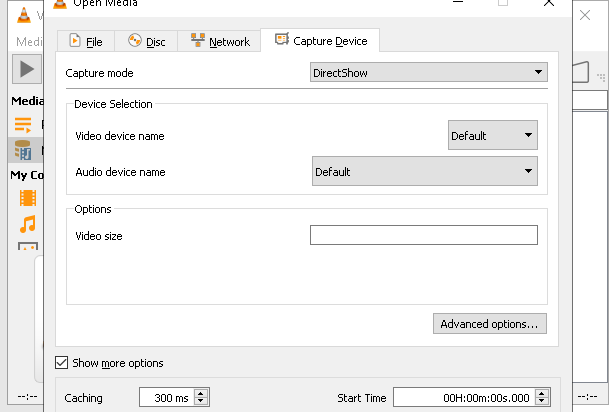 Open Media
Medi
File
Disc
Network
Capture Device
Capture mode
DirectShow
Media
Device Selection
Video device name
Default
My Co
Audio device name
Default
Options
Video size
Advanced options...
Show more options
--:--
Caching
300 ms
Start Time
00H:00m:00s.000
--:--